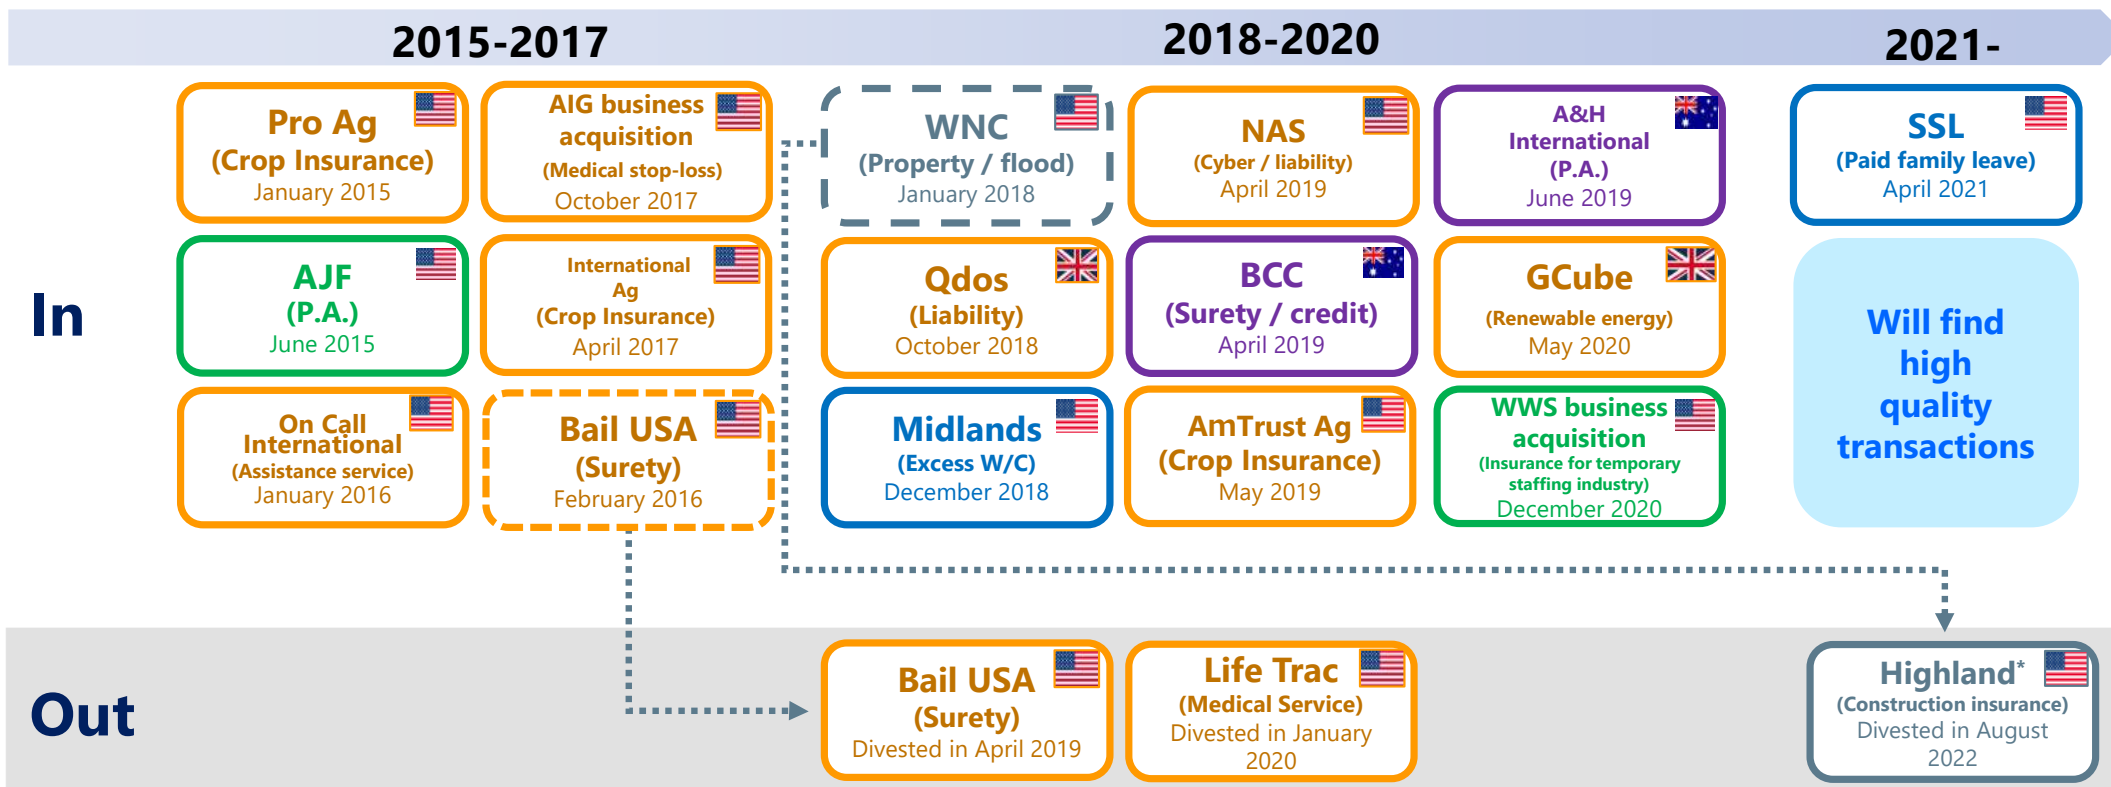 2015-2017
2018-2020
2021-
In
Pro Ag
(Crop Insurance)
January 2015
AIG business
acquisition
(Medical stop-loss)
October 2017
AJF
(P.A.)
June 2015
International
Ag
(Crop Insurance)
April 2017
On Call
International
(Assistance service)
January 2016
Bail USA
(Surety)
February 2016
WNC
(Property / flood)
January 2018
NAS
(Cyber / liability)
April 2019
A&H
International
(P.A.)
June 2019
Qdos
(Liability)
October 2018
BCC
(Surety / credit)
April 2019
GCube
(Renewable energy)
May 2020
Midlands
(Excess W/C)
December 2018
AmTrust Ag
(Crop Insurance)
May 2019
WWS business
acquisition
(Insurance for temporary
staffing industry)
December 2020
SSL
(Paid family leave)
April 2021
Will find
high
quality
transactions
Out
Bail USA
(Surety)
Divested in April 2019
Life Trac
(Medical Service)
Divested in January
2020
Highland*
(Construction insurance)
Divested in August
2022